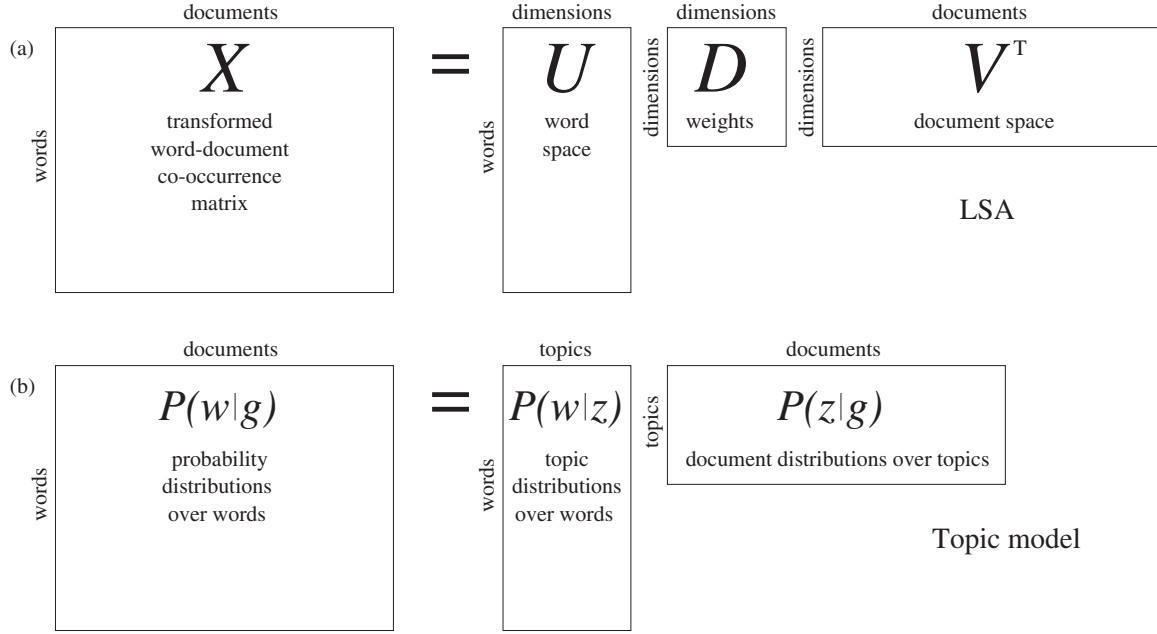 documents dimensions dimensions documents
(a) X = U D V^T
words transformed words word dimensions weights dimensions document space
word-document space
co-occurrence
matrix
LSA
documents topics documents
(b) P(w|g) = P(w|z) P(z|g)
words probability words topic topics document distributions over topics
distributions distributions
over words over words
Topic model